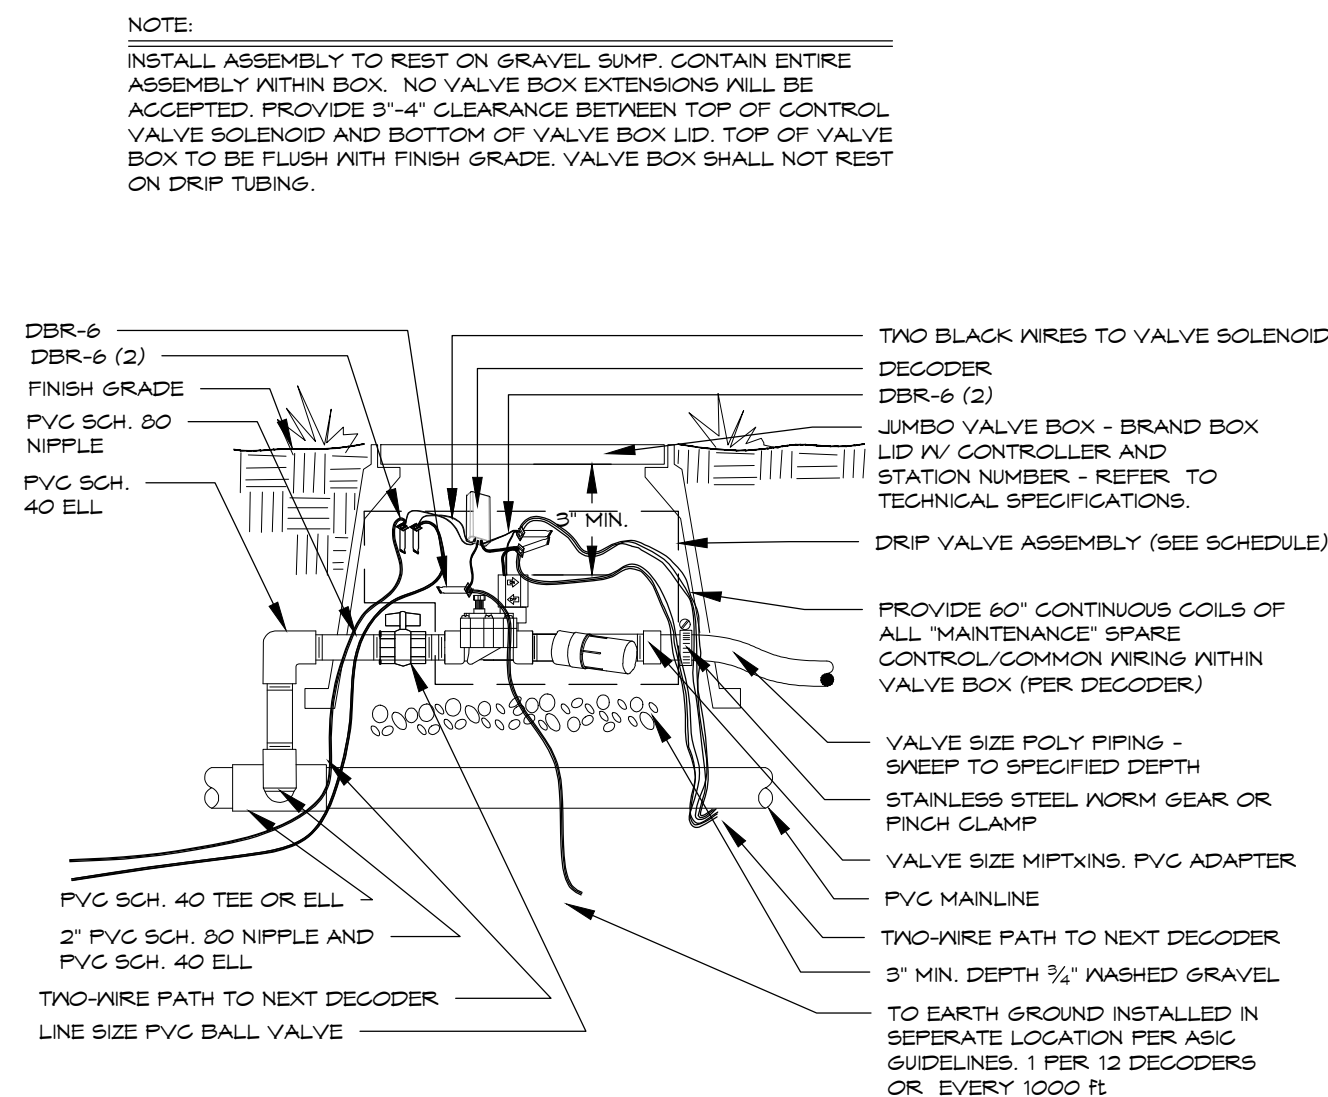 NOTE:
INSTALL ASSEMBLY TO REST ON GRAVEL SUMP. CONTAIN ENTIRE
ASSEMBLY WITHIN BOX. NO VALVE BOX EXTENSIONS WILL BE
ACCEPTED. PROVIDE 3"-4" CLEARANCE BETWEEN TOP OF CONTROL
VALVE SOLENOID AND BOTTOM OF VALVE BOX LID. TOP OF VALVE
BOX TO BE FLUSH WITH FINISH GRADE. VALVE BOX SHALL NOT REST
ON DRIP TUBING.
DBR-6
DBR-6 (2)
FINISH GRADE
PVC SCH. 80
NIPPLE
PVC SCH.
40 ELL
3" MIN.
TWO BLACK WIRES TO VALVE SOLENOID
DECODER
DBR-6 (2)
JUMBO VALVE BOX - BRAND BOX
LID W/ CONTROLLER AND
STATION NUMBER - REFER TO
TECHNICAL SPECIFICATIONS.
DRIP VALVE ASSEMBLY (SEE SCHEDULE)
PROVIDE 60" CONTINUOUS COILS OF
ALL "MAINTENANCE" SPARE
CONTROL/COMMON WIRING WITHIN
VALVE BOX (PER DECODER)
VALVE SIZE POLY PIPING -
SWEEP TO SPECIFIED DEPTH
STAINLESS STEEL WORM GEAR OR
PINCH CLAMP
VALVE SIZE MIPTxINS. PVC ADAPTER
PVC MAINLINE
TWO-WIRE PATH TO NEXT DECODER
3" MIN. DEPTH ¾" WASHED GRAVEL
TO EARTH GROUND INSTALLED IN
SEPERATE LOCATION PER ASIC
GUIDELINES. 1 PER 12 DECODERS
OR EVERY 1000 ft
PVC SCH. 40 TEE OR ELL
2" PVC SCH. 80 NIPPLE AND
PVC SCH. 40 ELL
TWO-WIRE PATH TO NEXT DECODER
LINE SIZE PVC BALL VALVE